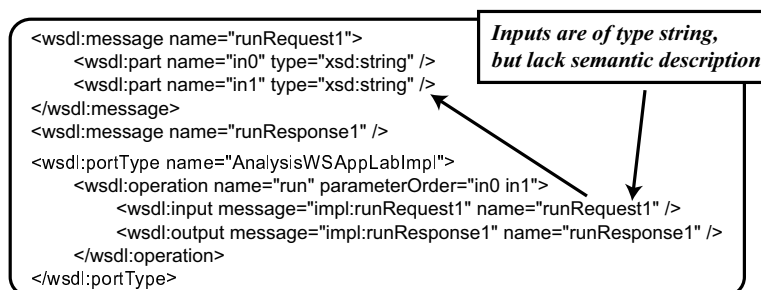 <wsdl:message name="runRequest1">
<wsdl:part name="in0" type="xsd:string" />
<wsdl:part name="in1" type="xsd:string" />
</wsdl:message>
<wsdl:message name="runResponse1" />
<wsdl:portType name="AnalysisWSAppLabImpl">
<wsdl:operation name="run" parameterOrder="in0 in1">
<wsdl:input message="impl:runRequest1" name="runRequest1" />
<wsdl:output message="impl:runResponse1" name="runResponse1" />
</wsdl:operation>
</wsdl:portType>
Inputs are of type string,
but lack semantic description